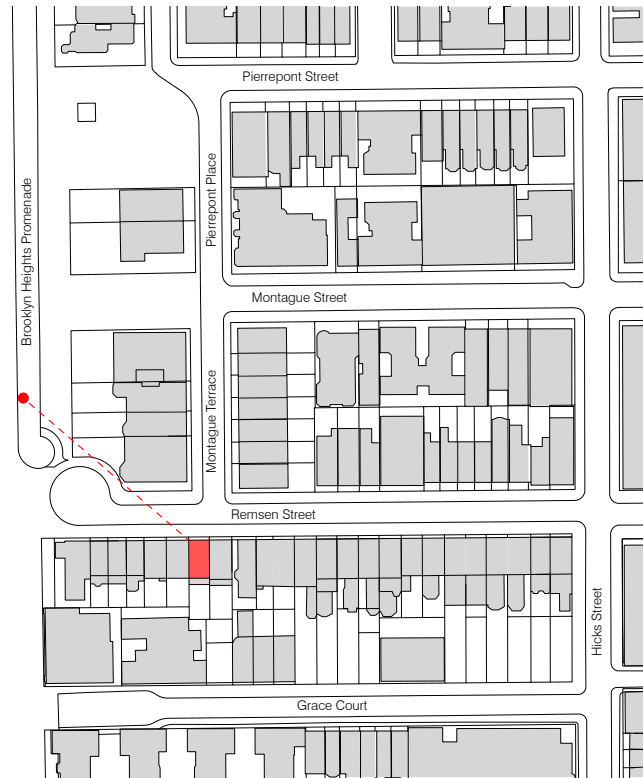 Pierrepont Street
Brooklyn Heights Promenade
Pierrepont Place
Montague Street
Montague Terrace
Remsen Street
Hicks Street
Grace Court